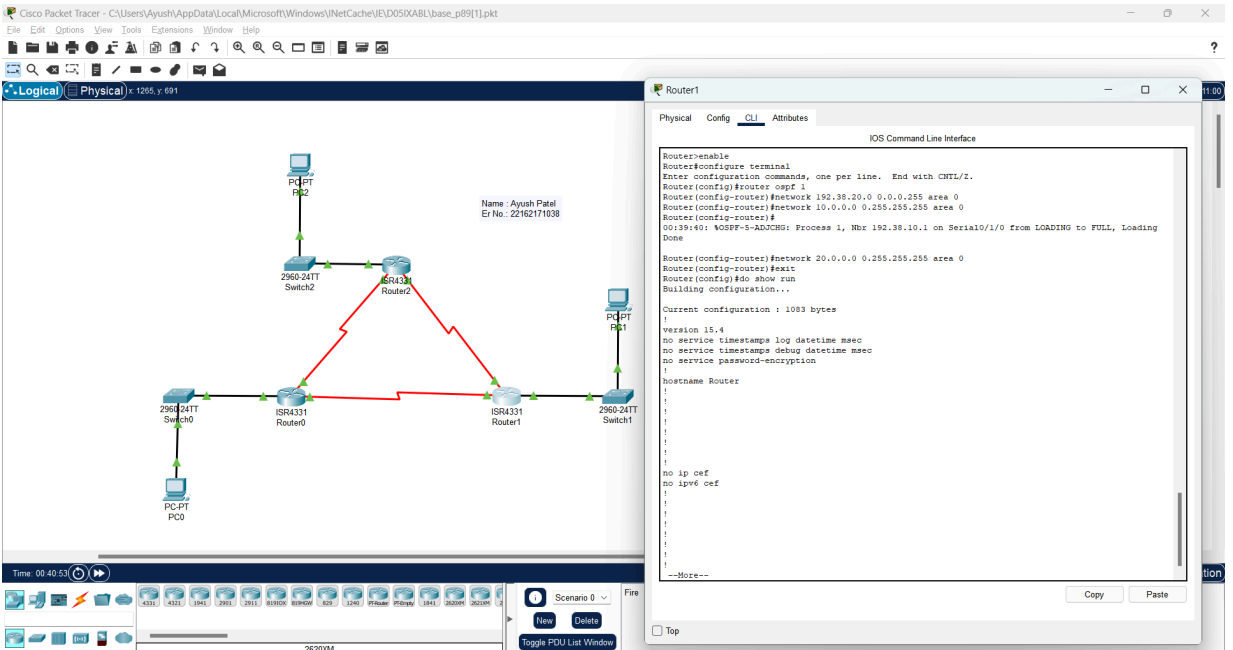 Cisco Packet Tracer - C:\Users\Ayush\AppData\Local\Microsoft\Windows\INetCache\IE\D05IXABL\base_p89[1].pkt
File Edit Options View Tools Extensions Window Help
?
Logical Physical x: 1265, y: 691
11:00
PC-PT
PC2
Name : Ayush Patel
Er No.: 22162171038
2960-24TT
Switch2
ISR4331
Router2
PC-PT
PC1
2960-24TT
Switch0
ISR4331
Router0
ISR4331
Router1
2960-24TT
Switch1
PC-PT
PC0
Router1
Physical Config CLI Attributes
IOS Command Line Interface
Router>enable
Router#configure terminal
Enter configuration commands, one per line. End with CNTL/Z.
Router(config)#router ospf 1
Router(config-router)#network 192.38.20.0 0.0.0.255 area 0
Router(config-router)#network 10.0.0.0 0.255.255.255 area 0
Router(config-router)#
00:39:40: %OSPF-5-ADJCHG: Process 1, Nbr 192.38.10.1 on Serial0/1/0 from LOADING to FULL, Loading
Done
Router(config-router)#network 20.0.0.0 0.255.255.255 area 0
Router(config-router)#exit
Router(config)#do show run
Building configuration...
Current configuration : 1083 bytes
!
version 15.4
no service timestamps log datetime msec
no service timestamps debug datetime msec
no service password-encryption
!
hostname Router
!
!
!
!
!
!
!
!
no ip cef
no ipv6 cef
!
!
!
!
!
!
!
!
--More--
Copy Paste
Top
Time: 00:40:53
4331 4321 1941 2901 2911 819IOX 819HGW 829 1240 PT-Router PT-Empty 1841 2620XM 2621XM
2620XM
Scenario 0
New Delete
Toggle PDU List Window
Fire
tion